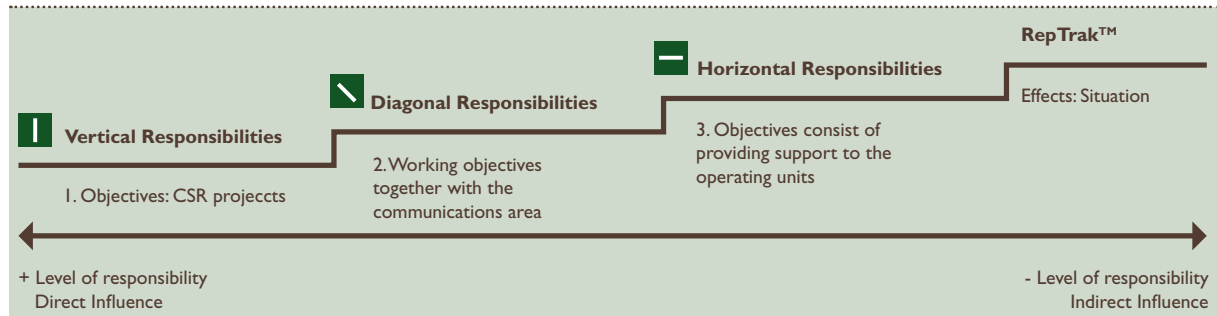 Vertical Responsibilities
1. Objectives: CSR projeccts
Diagonal Responsibilities
2. Working objectives
together with the
communications area
Horizontal Responsibilities
3. Objectives consist of
providing support to the
operating units
RepTrak™
Effects: Situation
+ Level of responsibility
Direct Influence
- Level of responsibility
Indirect Influence